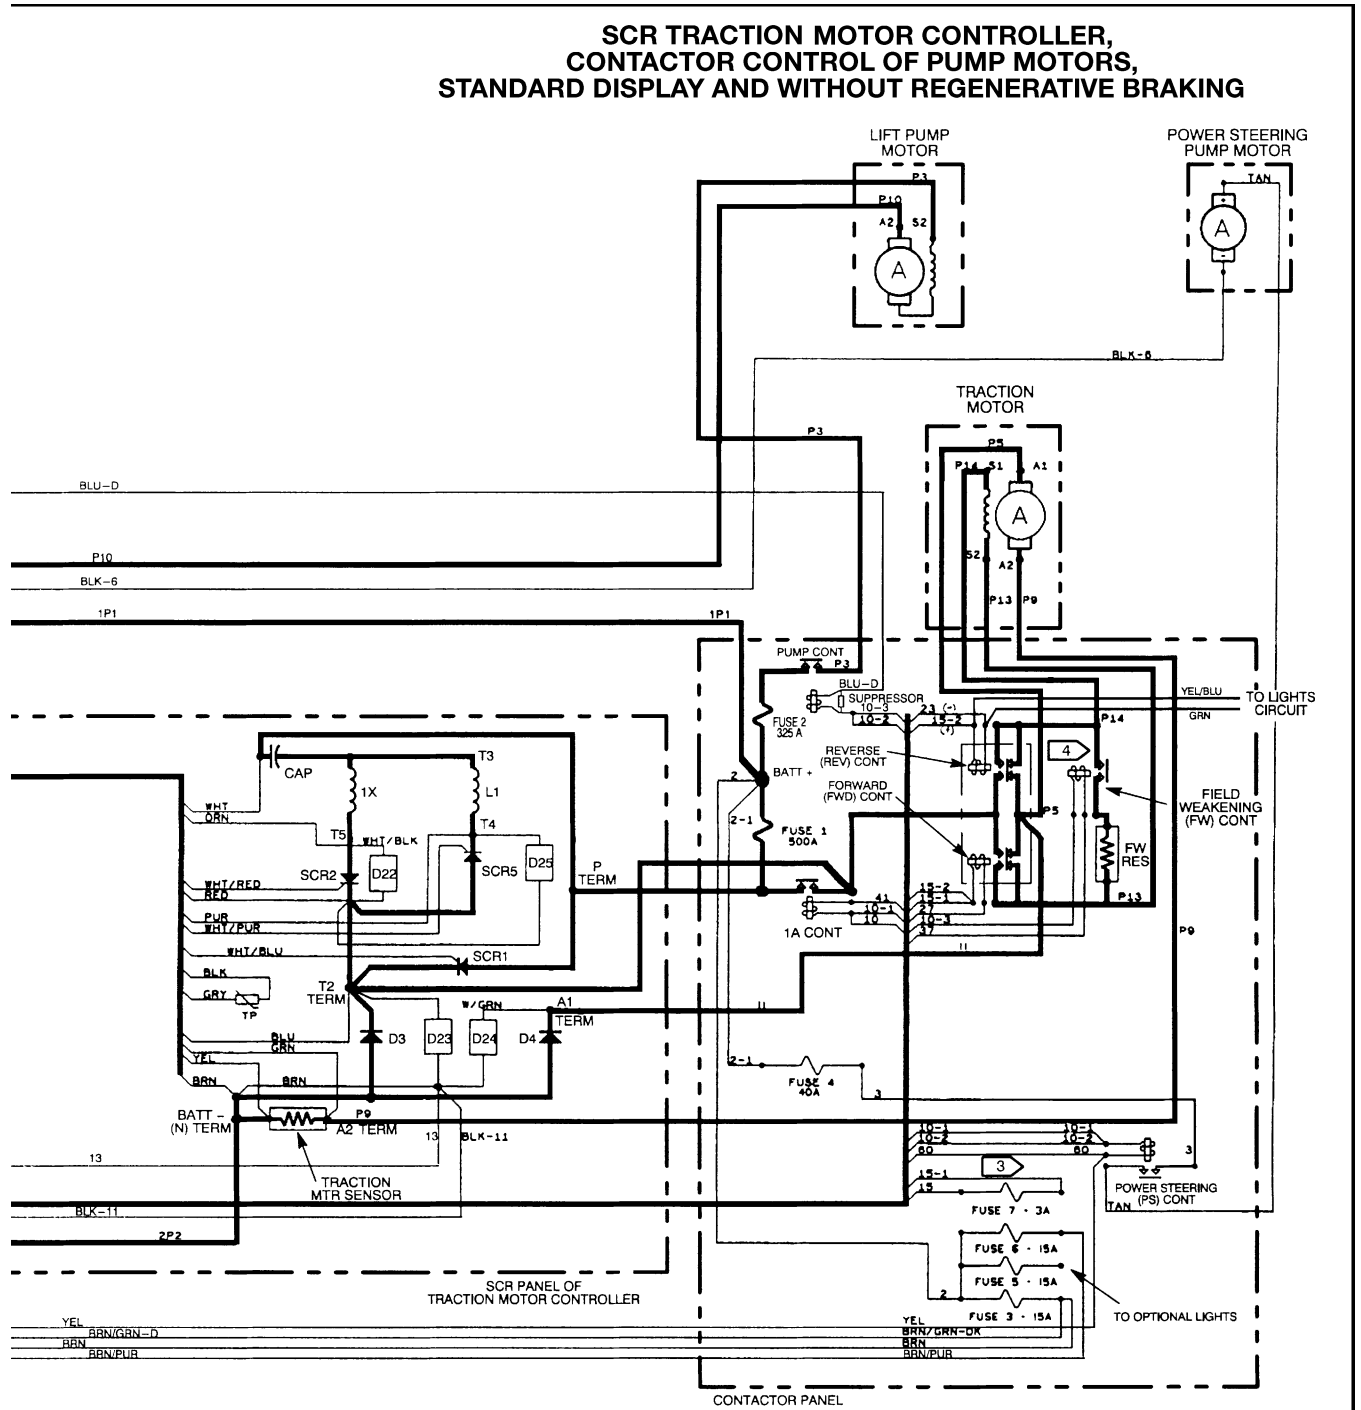 SCR TRACTION MOTOR CONTROLLER,
CONTACTOR CONTROL OF PUMP MOTORS,
STANDARD DISPLAY AND WITHOUT REGENERATIVE BRAKING
LIFT PUMP
MOTOR
POWER STEERING
PUMP MOTOR
P3
TAN
P10
A2
S2
A
A
BLK-6
TRACTION
MOTOR
P3
P5
P14
S1
A1
BLU-D
A
S2
A2
P10
BLK-6
P13
P9
1P1
1P1
PUMP CONT
P3
BLU-D
SUPPRESSOR
YEL/BLU
TO LIGHTS
CIRCUIT
GRN
10-3
10-2
23
(-)
15-2
(+)
P14
FUSE 2
325 A
REVERSE
(REV) CONT
4
T3
CAP
BATT +
2
FORWARD
(FWD) CONT
FIELD
WEAKENING
(FW) CONT
1X
L1
WHT
ORN
T5
T4
2-1
FUSE 1
500A
P5
WHT/BLK
D25
SCR5
SCR2
D22
P
TERM
FW
RES
WHT/RED
RED
15-2
15-1
41
27
10-1
10
10-3
37
P13
PUR
WHT/PUR
1A CONT
P9
11
WHT/BLU
SCR1
BLK
GRY
TP
T2
TERM
W/GRN
A1
TERM
11
BLU
GRN
D3
D23
D24
D4
YEL
2-1
FUSE 4
40A
3
BRN
BRN
BATT –
(N) TERM
P9
A2 TERM
13
BLK-11
10-1
10-2
60
10-1
10-2
60
3
13
TRACTION
MTR SENSOR
3
15-1
15
POWER STEERING
(PS) CONT
FUSE 7 - 3A
TAN
BLK-11
2P2
FUSE 6 - 15A
FUSE 5 - 15A
SCR PANEL OF
TRACTION MOTOR CONTROLLER
2
FUSE 3 - 15A
TO OPTIONAL LIGHTS
YEL
BRN/GRN-D
BRN
BRN/PUR
YEL
BRN/GRN-DK
BRN
BRN/PUR
CONTACTOR PANEL